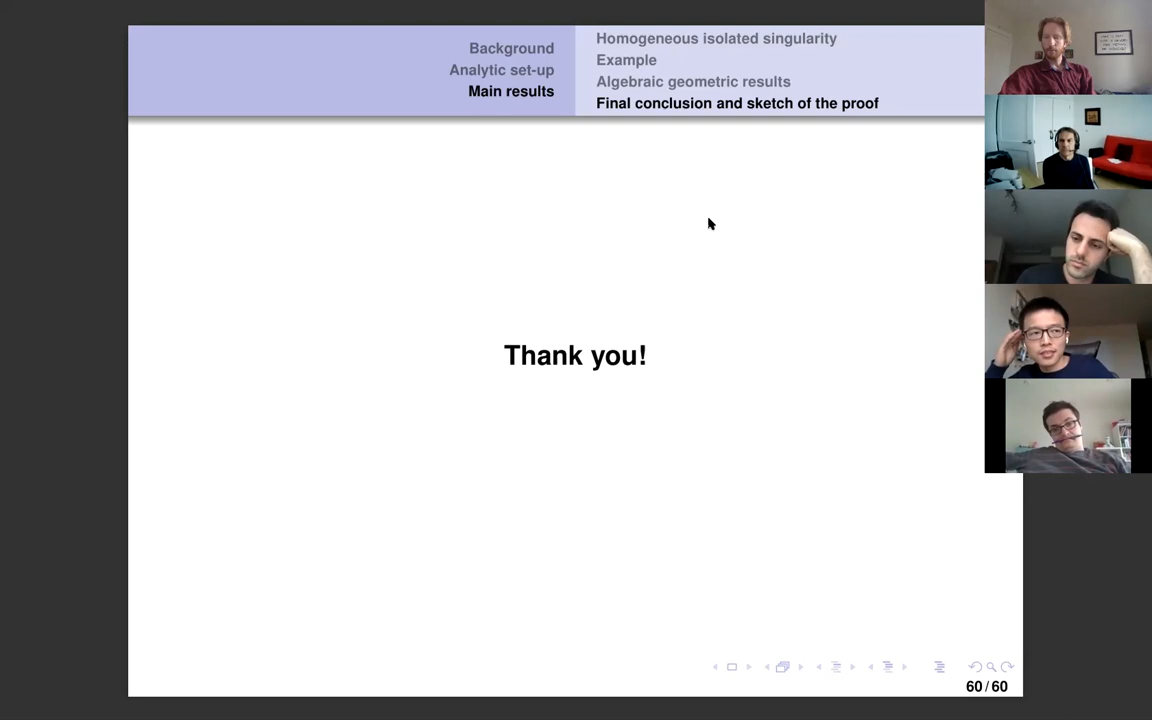 Background
Analytic set-up
Main results
Homogeneous isolated singularity
Example
Algebraic geometric results
Final conclusion and sketch of the proof
Thank you!
60/60